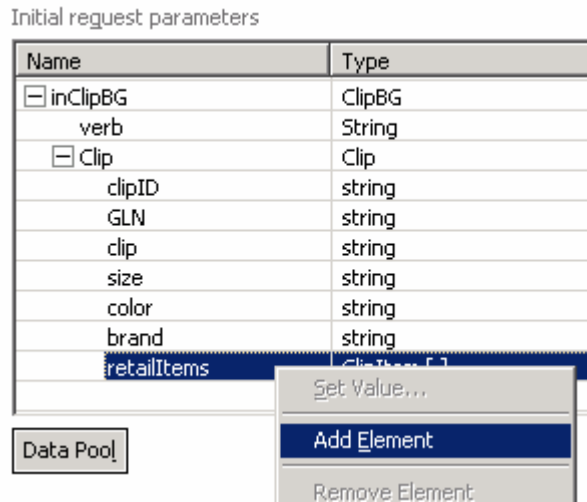 Initial request parameters
Name Type
inClipBG ClipBG
verb String
Clip Clip
clipID string
GLN string
clip string
size string
color string
brand string
retailItems ClipItem [ ]
Set Value...
Add Element
Data Pool
Remove Element